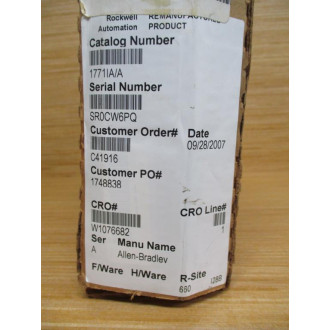 Rockwell REMANUFACTURED
Automation PRODUCT
Catalog Number
1771IA/A
Serial Number
SR0CW6PQ
Customer Order# Date
C41916 09/28/2007
Customer PO#
1748838
CRO# CRO Line#
W1076682 1
Ser Manu Name
A Allen-Bradley
F/Ware H/Ware R-Site
660